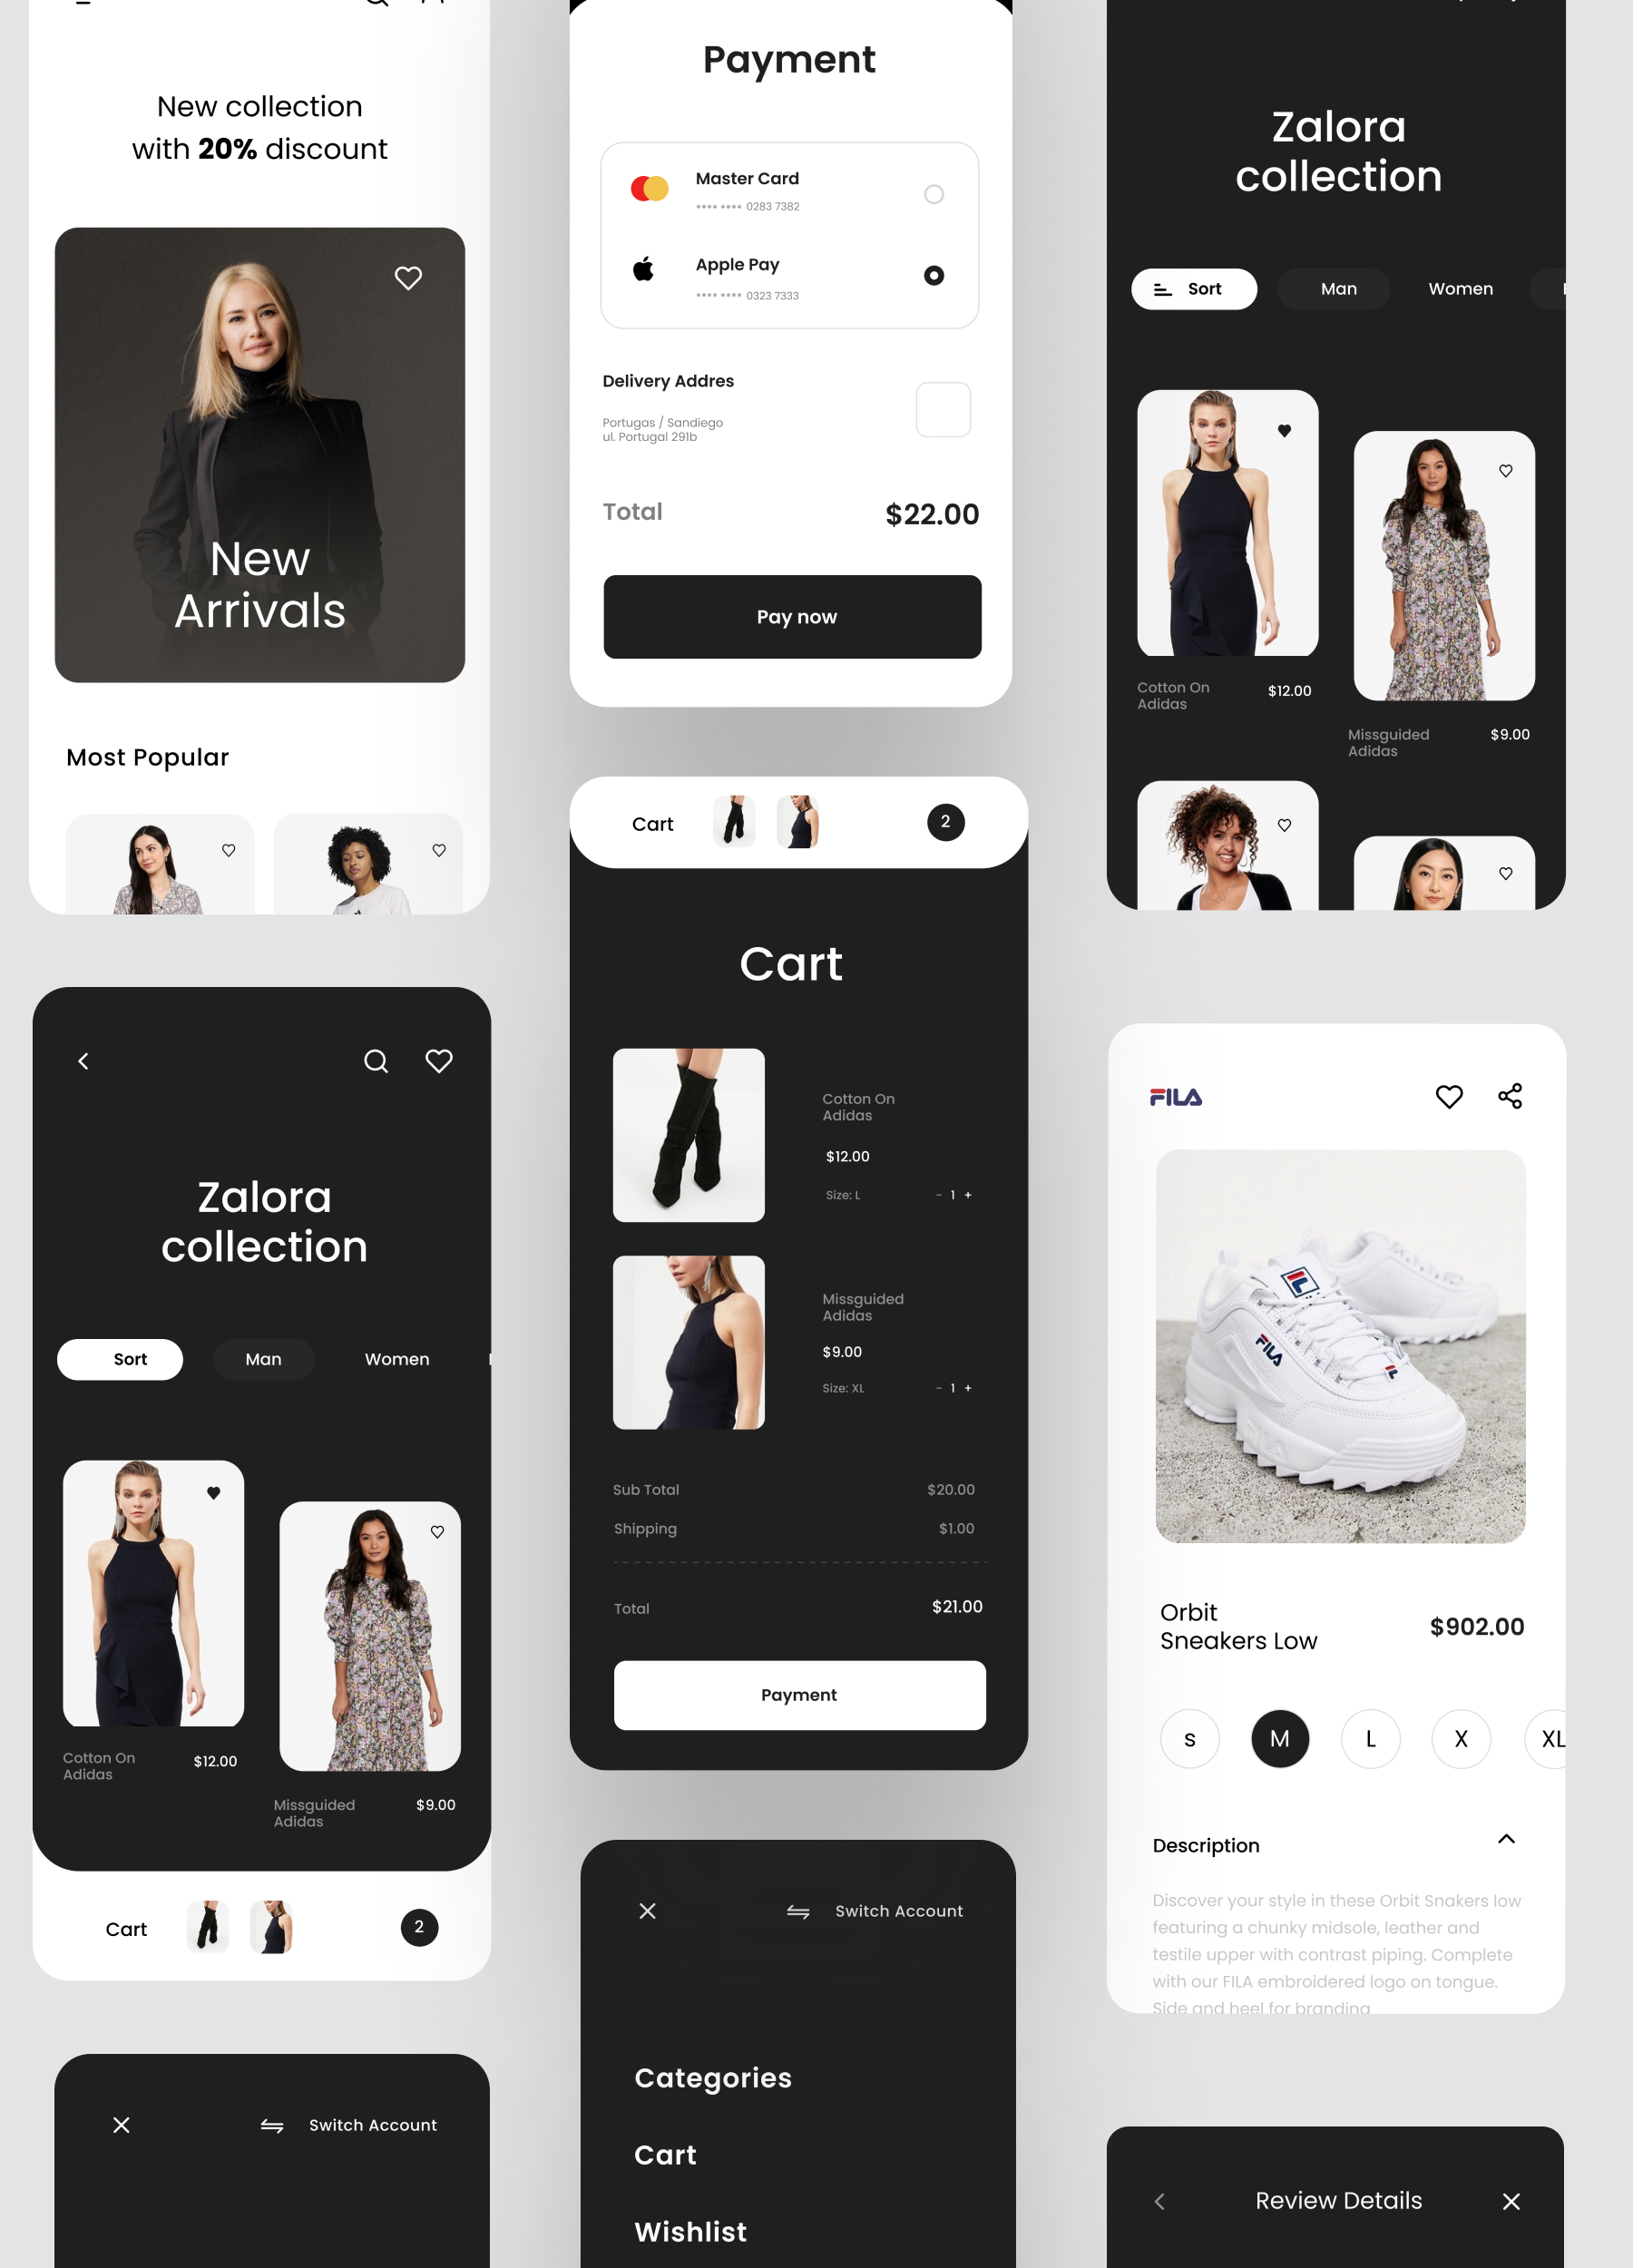 New collection
with 20% discount
New
Arrivals
Most Popular
Zalora
collection
Sort Man Women
Cotton On
Adidas
$12.00
Missguided
Adidas
$9.00
Cart 2
Switch Account
Payment
Master Card
•••• •••• 0283 7382
Apple Pay
•••• •••• 0323 7333
Delivery Addres
Portugas / Sandiego
ul. Portugal 291b
Total $22.00
Pay now
Cart 2
Cart
Cotton On
Adidas
$12.00
Size: L - 1 +
Missguided
Adidas
$9.00
Size: XL - 1 +
Sub Total $20.00
Shipping $1.00
Total $21.00
Payment
Switch Account
Categories
Cart
Wishlist
Zalora
collection
Sort Man Women
Cotton On
Adidas
$12.00
Missguided
Adidas
$9.00
FILA
F
FILA
F
Orbit
Sneakers Low
$902.00
s M L X XL
Description
Discover your style in these Orbit Snakers low
featuring a chunky midsole, leather and
testile upper with contrast piping. Complete
with our FILA embroidered logo on tongue.
Side and heel for branding
Review Details